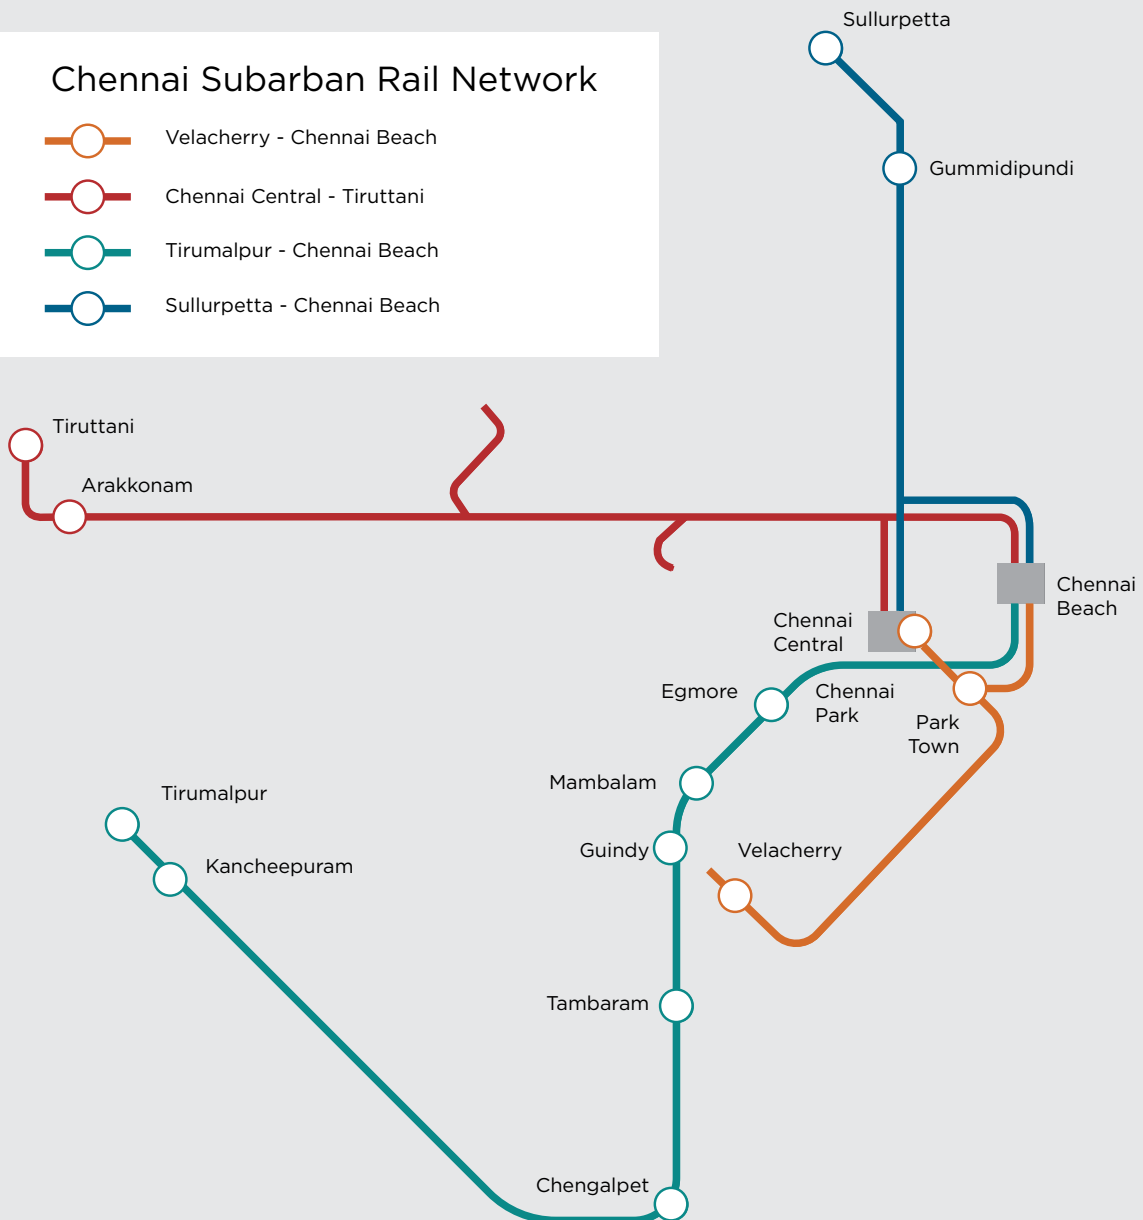 Sullurpetta
Chennai Subarban Rail Network
Velacherry - Chennai Beach
Chennai Central - Tiruttani
Tirumalpur - Chennai Beach
Sullurpetta - Chennai Beach
Gummidipundi
Tiruttani
Arakkonam
Chennai
Beach
Chennai
Central
Egmore
Chennai
Park
Park
Town
Mambalam
Tirumalpur
Guindy
Velacherry
Kancheepuram
Tambaram
Chengalpet